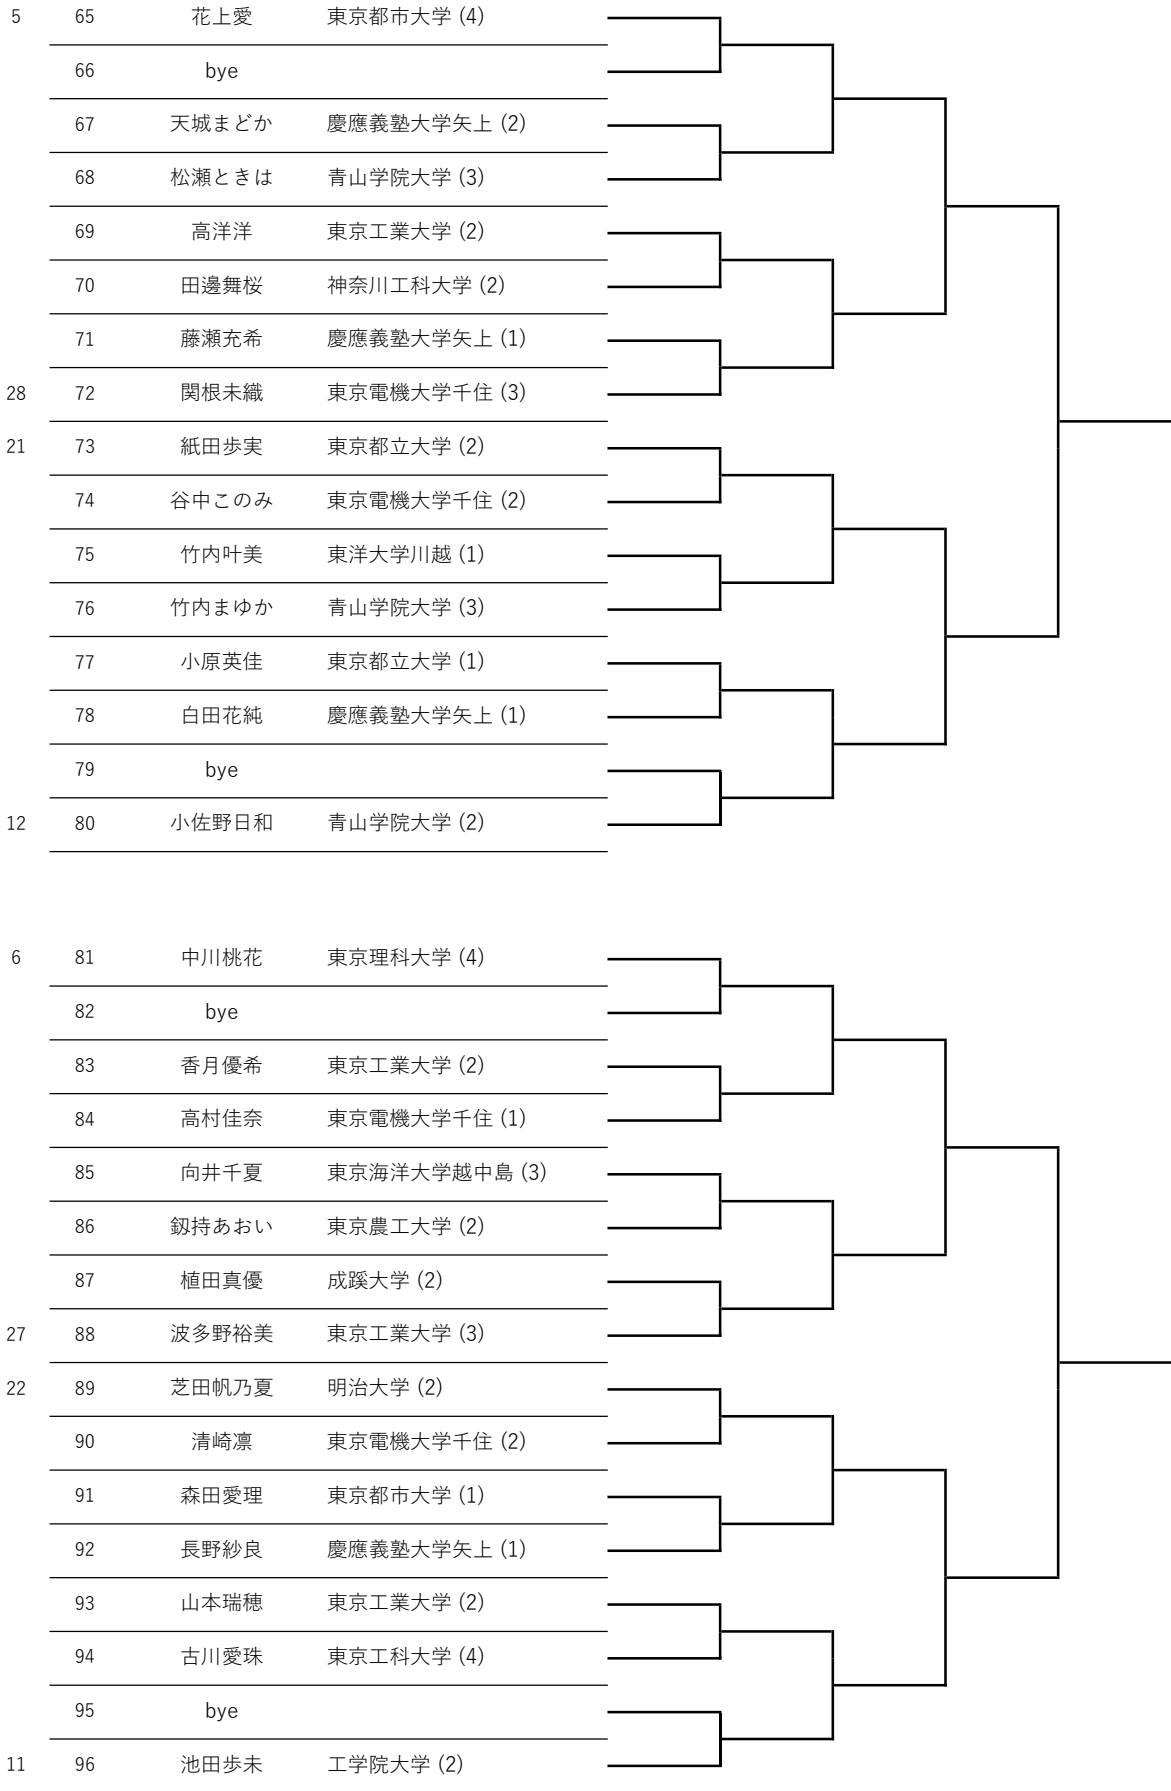 5 65 花上愛 東京都市大学 (4)
66 bye
67 天城まどか 慶應義塾大学矢上 (2)
68 松瀬ときは 青山学院大学 (3)
69 高洋洋 東京工業大学 (2)
70 田邊舞桜 神奈川工科大学 (2)
71 藤瀬充希 慶應義塾大学矢上 (1)
28 72 関根未織 東京電機大学千住 (3)
21 73 紙田歩実 東京都立大学 (2)
74 谷中このみ 東京電機大学千住 (2)
75 竹内叶美 東洋大学川越 (1)
76 竹内まゆか 青山学院大学 (3)
77 小原英佳 東京都立大学 (1)
78 白田花純 慶應義塾大学矢上 (1)
79 bye
12 80 小佐野日和 青山学院大学 (2)
6 81 中川桃花 東京理科大学 (4)
82 bye
83 香月優希 東京工業大学 (2)
84 高村佳奈 東京電機大学千住 (1)
85 向井千夏 東京海洋大学越中島 (3)
86 釼持あおい 東京農工大学 (2)
87 植田真優 成蹊大学 (2)
27 88 波多野裕美 東京工業大学 (3)
22 89 芝田帆乃夏 明治大学 (2)
90 清崎凛 東京電機大学千住 (2)
91 森田愛理 東京都市大学 (1)
92 長野紗良 慶應義塾大学矢上 (1)
93 山本瑞穂 東京工業大学 (2)
94 古川愛珠 東京工科大学 (4)
95 bye
11 96 池田歩未 工学院大学 (2)